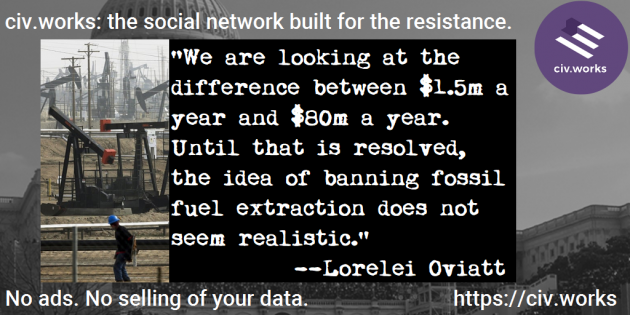 civ.works: the social network built for the resistance.
civ.works
"We are looking at the
difference between $1.5m a
year and $80m a year.
Until that is resolved,
the idea of banning fossil
fuel extraction does not
seem realistic."
--Lorelei Oviatt
No ads. No selling of your data.
https://civ.works